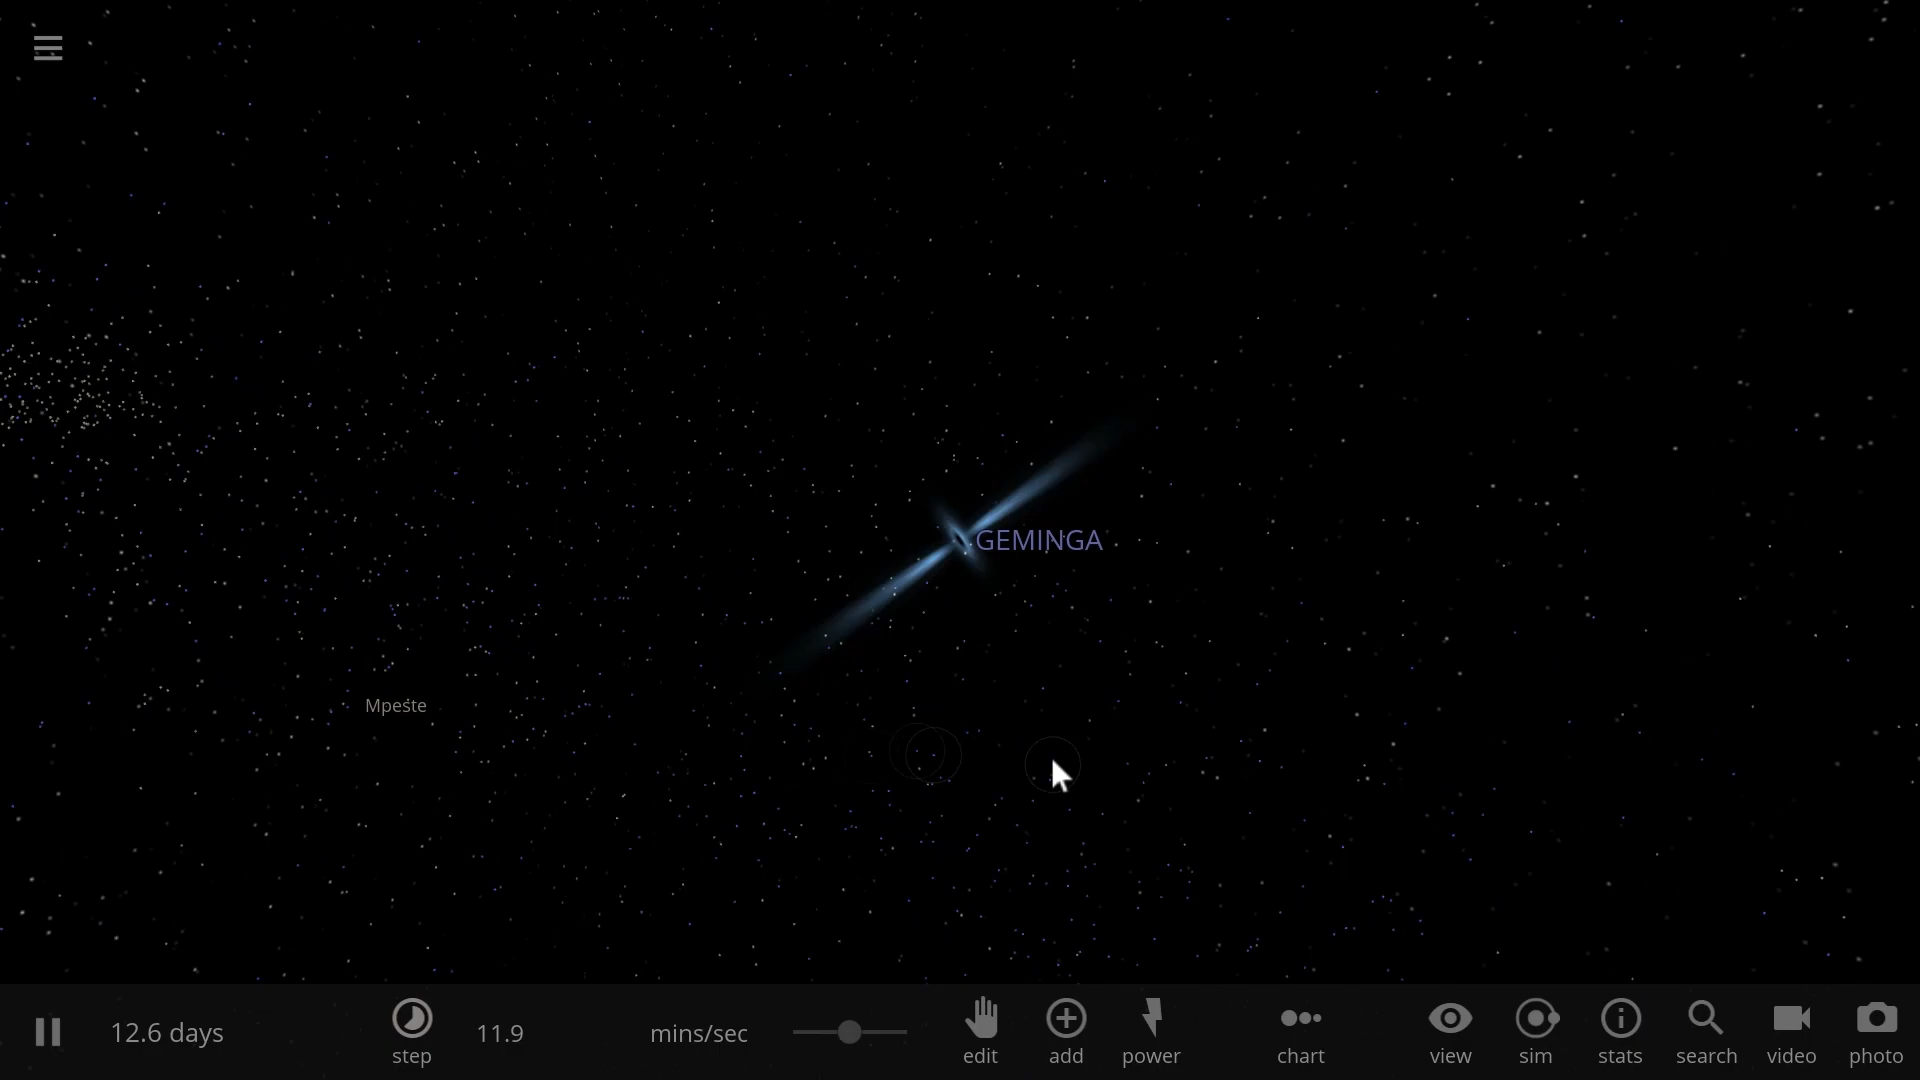 GEMINGA
Mpeste
12.6 days
step
11.9
mins/sec
edit
add
power
chart
view
sim
stats
search
video
photo